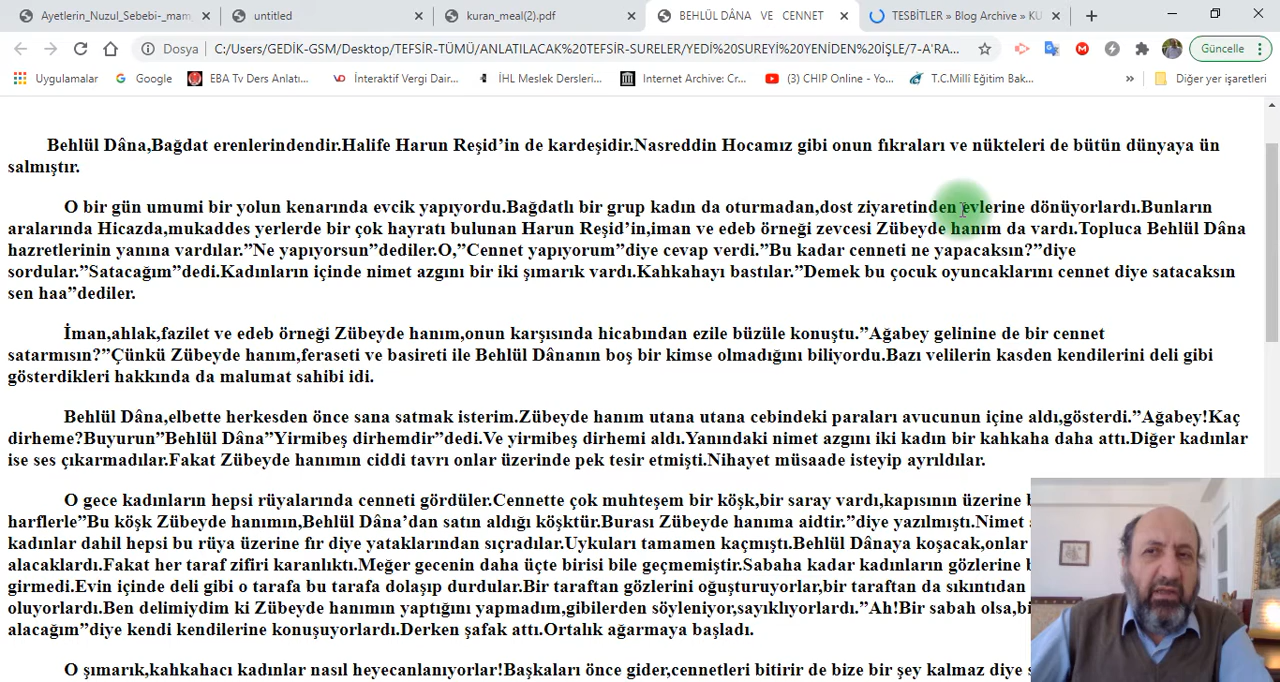 Ayetlerin_Nuzul_Sebebi-_mam
untitled
kuran_meal(2).pdf
BEHLÜL DÂNA VE CENNET
TESBİTLER » Blog Archive » KU
Dosya
C:/Users/GEDİK-GSM/Desktop/TEFSİR-TÜMÜ/ANLATILACAK%20TEFSİR-SURELER/YEDİ%20SUREYİ%20YENİDEN%20İŞLE/7-A'RA...
Güncelle
Uygulamalar
Google
EBA Tv Ders Anlatı...
İnteraktif Vergi Dair...
İHL Meslek Dersleri...
Internet Archive: Cr...
(3) CHIP Online - Yo...
T.C.Millî Eğitim Bak...
»
Diğer yer işaretleri
Behlül Dâna,Bağdat erenlerindendir.Halife Harun Reşid’in de kardeşidir.Nasreddin Hocamız gibi onun fıkraları ve nükteleri de bütün dünyaya ün
salmıştır.
O bir gün umumi bir yolun kenarında evcik yapıyordu.Bağdatlı bir grup kadın da oturmadan,dost ziyaretinden evlerine dönüyorlardı.Bunların
aralarında Hicazda,mukaddes yerlerde bir çok hayratı bulunan Harun Reşid’in,iman ve edeb örneği zevcesi Zübeyde hanım da vardı.Topluca Behlül Dâna
hazretlerinin yanına vardılar.”Ne yapıyorsun”dediler.O,”Cennet yapıyorum”diye cevap verdi.”Bu kadar cenneti ne yapacaksın?”diye
sordular.”Satacağım”dedi.Kadınların içinde nimet azgını bir iki şımarık vardı.Kahkahayı bastılar.”Demek bu çocuk oyuncaklarını cennet diye satacaksın
sen haa”dediler.
İman,ahlak,fazilet ve edeb örneği Zübeyde hanım,onun karşısında hicabından ezile büzüle konuştu.”Ağabey gelinine de bir cennet
satarmısın?”Çünkü Zübeyde hanım,feraseti ve basireti ile Behlül Dânanın boş bir kimse olmadığını biliyordu.Bazı velilerin kasden kendilerini deli gibi
gösterdikleri hakkında da malumat sahibi idi.
Behlül Dâna,elbette herkesden önce sana satmak isterim.Zübeyde hanım utana utana cebindeki paraları avucunun içine aldı,gösterdi.”Ağabey!Kaç
dirheme?Buyurun”Behlül Dâna”Yirmibeş dirhemdir”dedi.Ve yirmibeş dirhemi aldı.Yanındaki nimet azgını iki kadın bir kahkaha daha attı.Diğer kadınlar
ise ses çıkarmadılar.Fakat Zübeyde hanımın ciddi tavrı onlar üzerinde pek tesir etmişti.Nihayet müsaade isteyip ayrıldılar.
O gece kadınların hepsi rüyalarında cenneti gördüler.Cennette çok muhteşem bir köşk,bir saray vardı,kapısının üzerine
harflerle”Bu köşk Zübeyde hanımın,Behlül Dâna’dan satın aldığı köşktür.Burası Zübeyde hanıma aidtir.”diye yazılmıştı.Nimet
kadınlar dahil hepsi bu rüya üzerine fır diye yataklarından sıçradılar.Uykuları tamamen kaçmıştı.Behlül Dânaya koşacak,onlar
alacaklardı.Fakat her taraf zifiri karanlıktı.Meğer gecenin daha üçte birisi bile geçmemiştir.Sabaha kadar kadınların gözlerine
girmedi.Evin içinde deli gibi o tarafa bu tarafa dolaşıp durdular.Bir taraftan gözlerini oğuşturuyorlar,bir taraftan da sıkıntıdan
oluyorlardı.Ben delimiydim ki Zübeyde hanımın yaptığını yapmadım,gibilerden söyleniyor,sayıklıyorlardı.”Ah!Bir sabah olsa,
alacağım”diye kendi kendilerine konuşuyorlardı.Derken şafak attı.Ortalık ağarmaya başladı.
O şımarık,kahkahacı kadınlar nasıl heyecanlanıyorlar!Başkaları önce gider,cennetleri bitirir de bize bir şey kalmaz diye